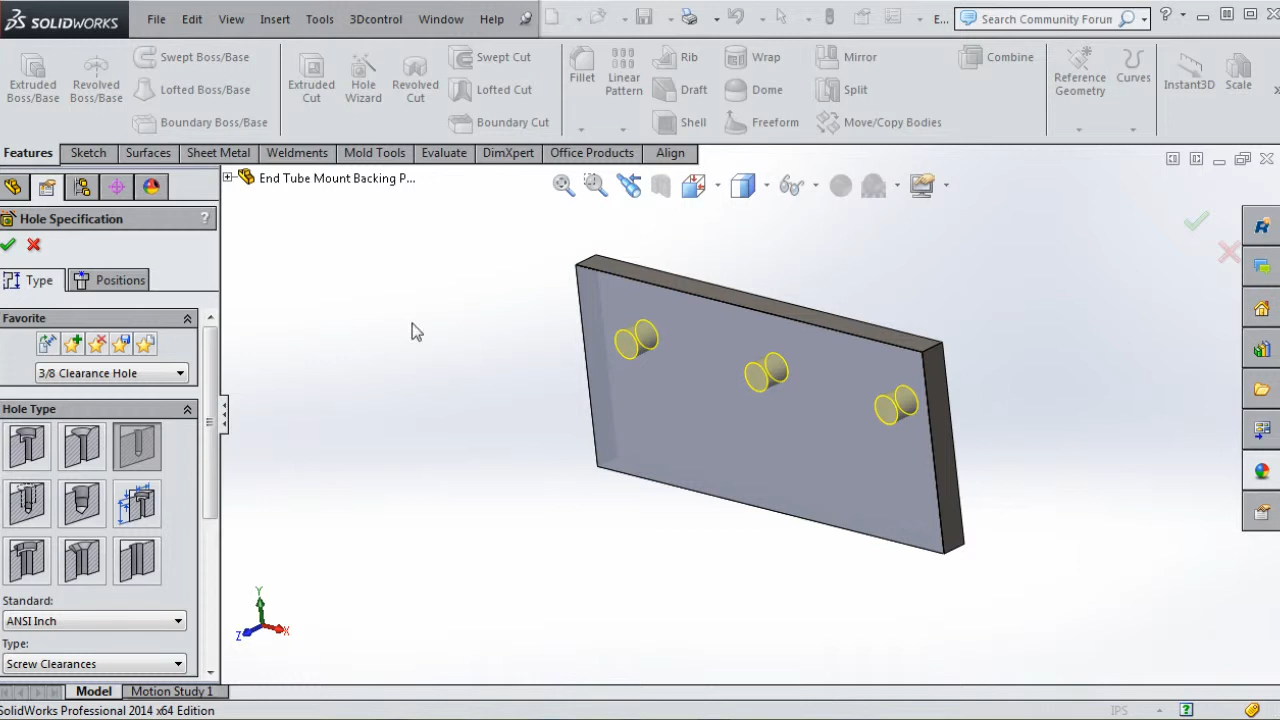 SOLIDWORKS File Edit View Insert Tools 3Dcontrol Window Help E... Search Community Forum ?
Extruded Boss/Base Revolved Boss/Base Swept Boss/Base Lofted Boss/Base Boundary Boss/Base
Extruded Cut Hole Wizard Revolved Cut Swept Cut Lofted Cut Boundary Cut
Fillet Linear Pattern Rib Draft Shell Wrap Dome Freeform Mirror Split Move/Copy Bodies Combine
Reference Geometry Curves Instant3D Scale
Features Sketch Surfaces Sheet Metal Weldments Mold Tools Evaluate DimXpert Office Products Align
End Tube Mount Backing P...
Hole Specification ?
Type Positions
Favorite
3/8 Clearance Hole
Hole Type
Standard:
ANSI Inch
Type:
Screw Clearances
Y
Z X
Model Motion Study 1
SolidWorks Professional 2014 x64 Edition IPS ?